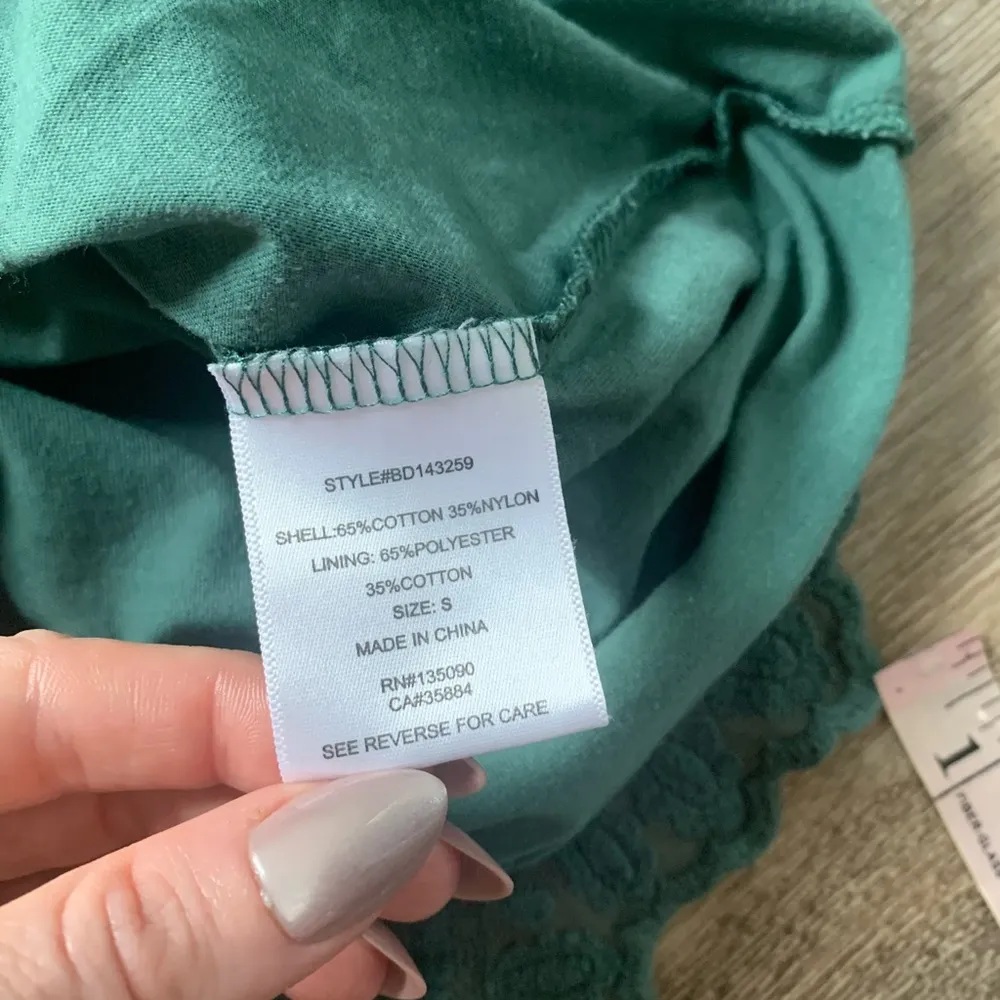 STYLE#BD143259
SHELL:65%COTTON 35%NYLON
LINING: 65%POLYESTER
35%COTTON
SIZE: S
MADE IN CHINA
RN#135090
CA#35884
SEE REVERSE FOR CARE
1